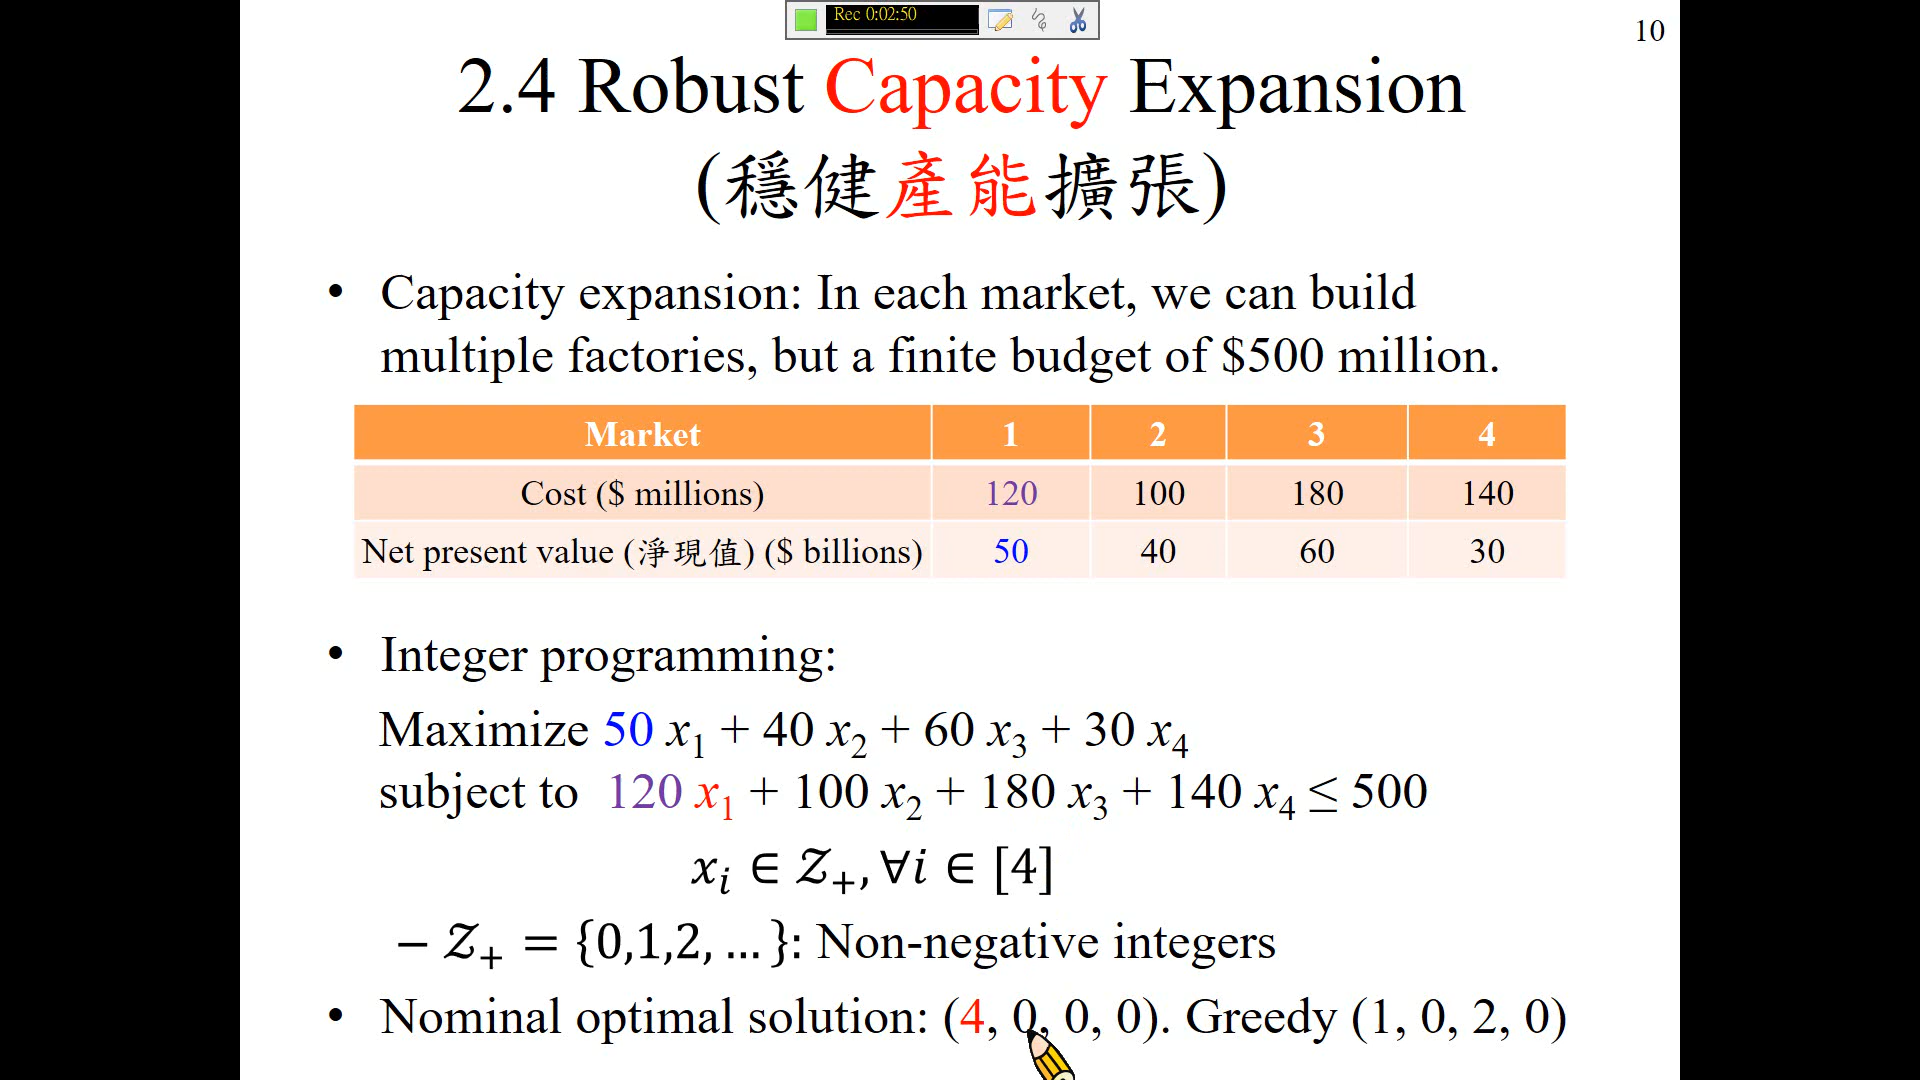 Rec 0:02:50
10
2.4 Robust Capacity Expansion
(穩健產能擴張)
• Capacity expansion: In each market, we can build
multiple factories, but a finite budget of $500 million.
Market 1 2 3 4
Cost ($ millions) 120 100 180 140
Net present value (淨現值) ($ billions) 50 40 60 30
• Integer programming:
Maximize 50 x₁ + 40 x₂ + 60 x₃ + 30 x₄
subject to 120 x₁ + 100 x₂ + 180 x₃ + 140 x₄ ≤ 500
xᵢ ∈ 𝒵₊, ∀i ∈ [4]
− 𝒵₊ = {0,1,2, … }: Non-negative integers
• Nominal optimal solution: (4, 0, 0, 0). Greedy (1, 0, 2, 0)